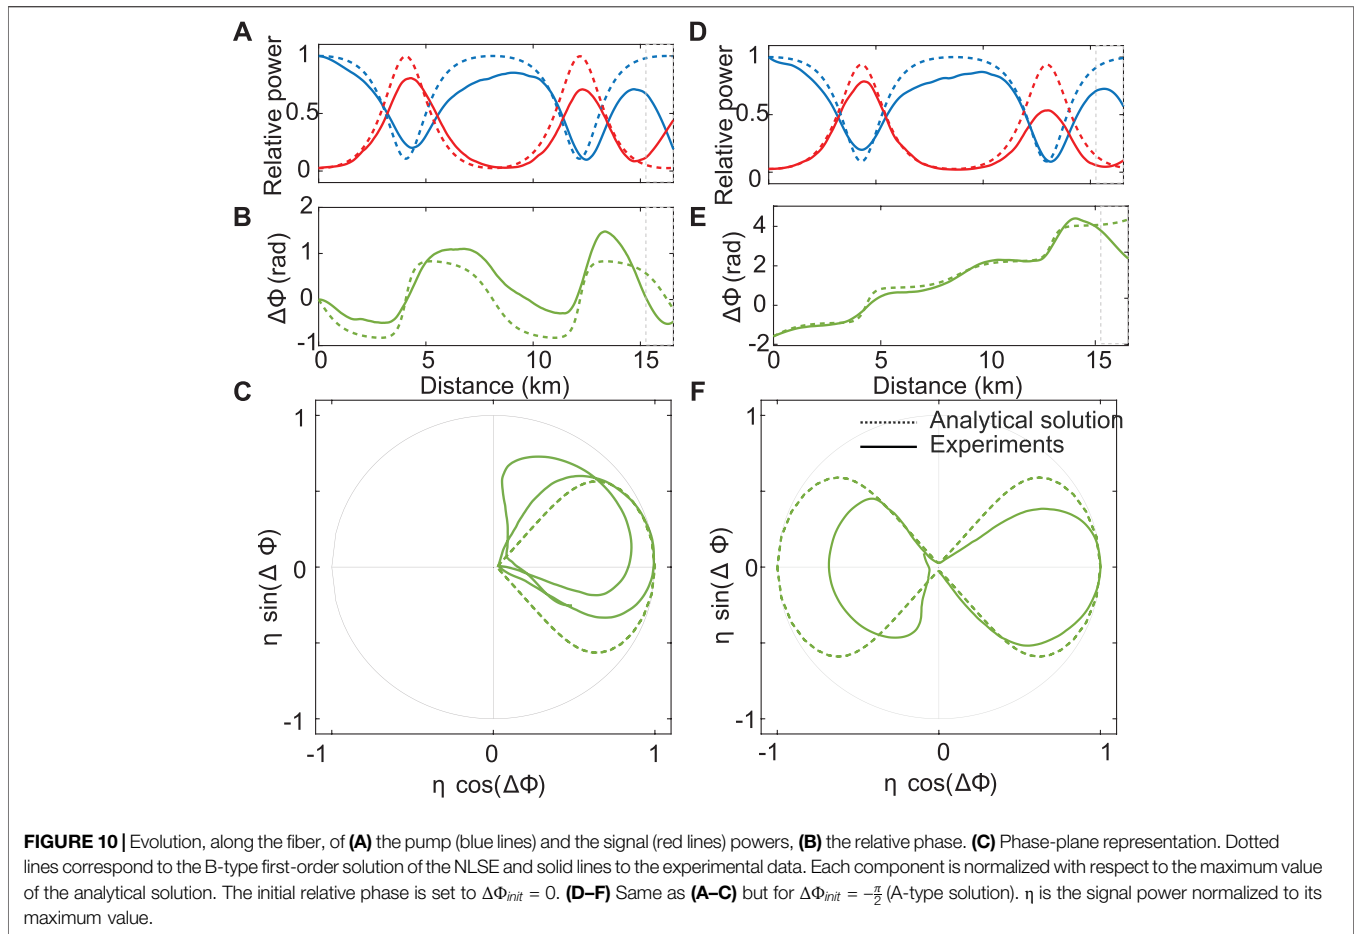 A
D
Relative power
1
0.5
0
Relative power
1
0.5
0
B
E
ΔΦ (rad)
2
1
0
-1
0
5
10
15
Distance (km)
ΔΦ (rad)
4
2
0
-2
0
5
10
15
Distance (km)
C
F
η sin(Δ Φ)
1
0
-1
-1
0
1
η cos(ΔΦ)
Analytical solution
Experiments
η sin(Δ Φ)
1
0
-1
-1
0
1
η cos(ΔΦ)
FIGURE 10 | Evolution, along the fiber, of (A) the pump (blue lines) and the signal (red lines) powers, (B) the relative phase. (C) Phase-plane representation. Dotted
lines correspond to the B-type first-order solution of the NLSE and solid lines to the experimental data. Each component is normalized with respect to the maximum value
of the analytical solution. The initial relative phase is set to ΔΦinit = 0. (D–F) Same as (A–C) but for ΔΦinit = −π/2 (A-type solution). η is the signal power normalized to its
maximum value.